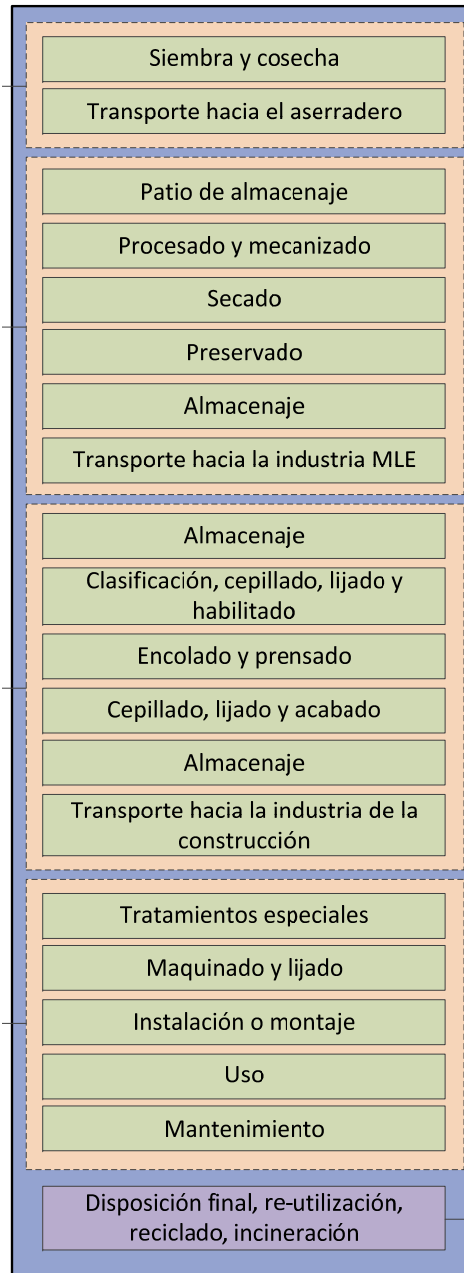 Siembra y cosecha
Transporte hacia el aserradero
Patio de almacenaje
Procesado y mecanizado
Secado
Preservado
Almacenaje
Transporte hacia la industria MLE
Almacenaje
Clasificación, cepillado, lijado y
habilitado
Encolado y prensado
Cepillado, lijado y acabado
Almacenaje
Transporte hacia la industria de la
construcción
Tratamientos especiales
Maquinado y lijado
Instalación o montaje
Uso
Mantenimiento
Disposición final, re-utilización,
reciclado, incineración